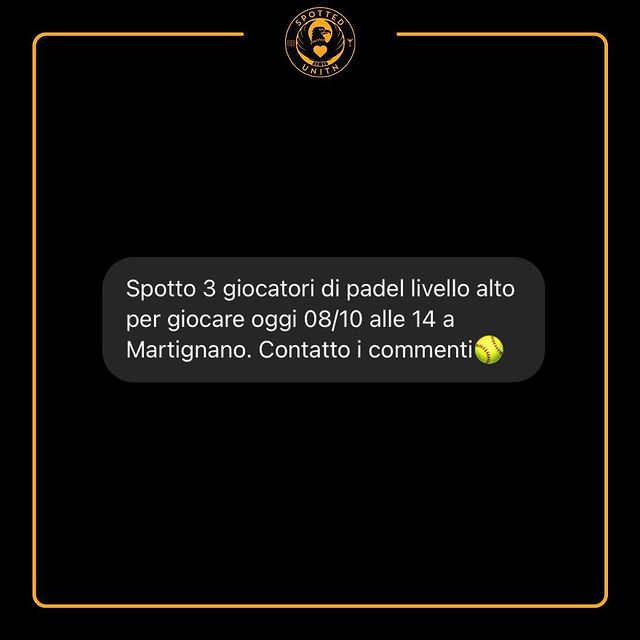 SPOTTED
UNITN
Spotto 3 giocatori di padel livello alto
per giocare oggi 08/10 alle 14 a
Martignano. Contatto i commenti🥎